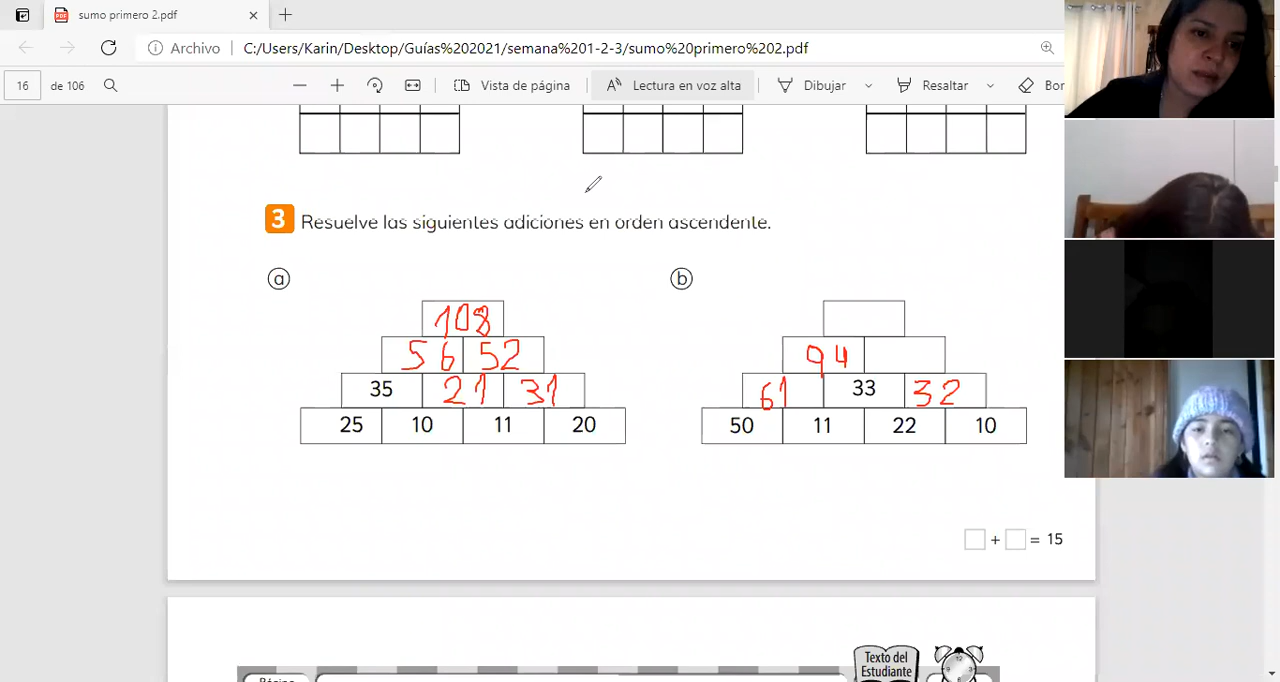 sumo primero 2.pdf
Archivo C:/Users/Karin/Desktop/Guías%202021/semana%201-2-3/sumo%20primero%202.pdf
16 de 106 Vista de página A Lectura en voz alta Dibujar Resaltar Bor
3 Resuelve las siguientes adiciones en orden ascendente.
a b
108
56 52 94
35 21 31 61 33 32
25 10 11 20 50 11 22 10
+ = 15
Texto del
Estudiante